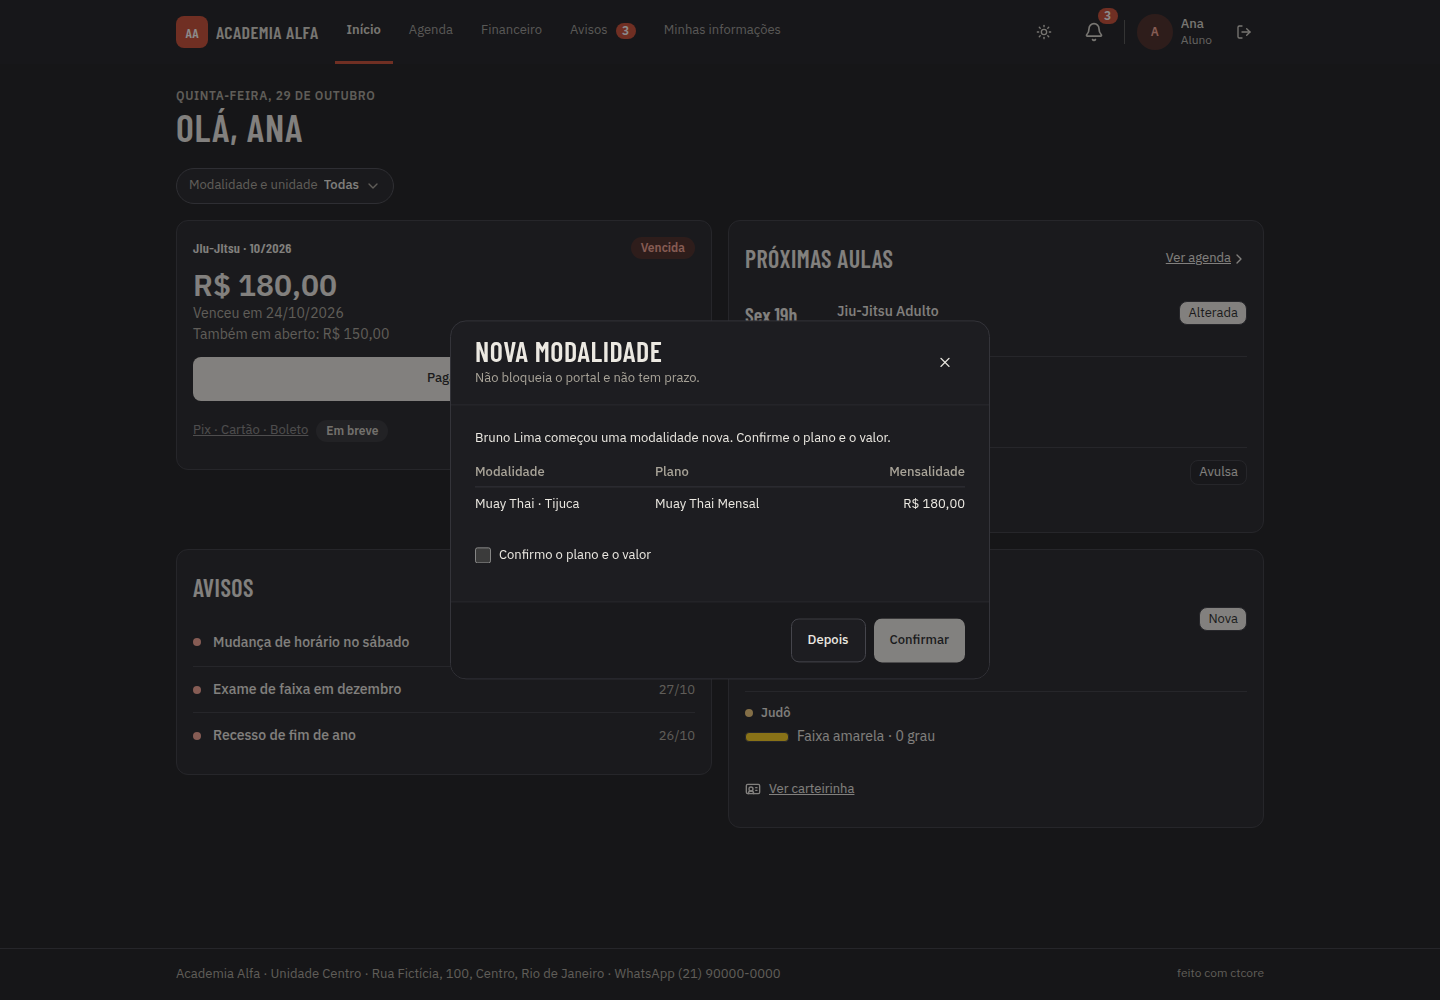 AA ACADEMIA ALFA Início Agenda Financeiro Avisos 3 Minhas informações 3 A Ana
Aluno
QUINTA-FEIRA, 29 DE OUTUBRO
OLÁ, ANA
Modalidade e unidade Todas
Jiu-Jitsu · 10/2026 Vencida
R$ 180,00
Venceu em 24/10/2026
Também em aberto: R$ 150,00
Pix · Cartão · Boleto Em breve
PRÓXIMAS AULAS Ver agenda
Sex 19h Jiu-Jitsu Adulto Alterada
Avulsa
NOVA MODALIDADE
Não bloqueia o portal e não tem prazo.
Bruno Lima começou uma modalidade nova. Confirme o plano e o valor.
Modalidade Plano Mensalidade
Muay Thai · Tijuca Muay Thai Mensal R$ 180,00
Confirmo o plano e o valor
Depois Confirmar
AVISOS
Mudança de horário no sábado
Exame de faixa em dezembro 27/10
Recesso de fim de ano 26/10
Nova
Judô
Faixa amarela · 0 grau
Ver carteirinha
Academia Alfa · Unidade Centro · Rua Fictícia, 100, Centro, Rio de Janeiro · WhatsApp (21) 90000-0000 feito com ctcore